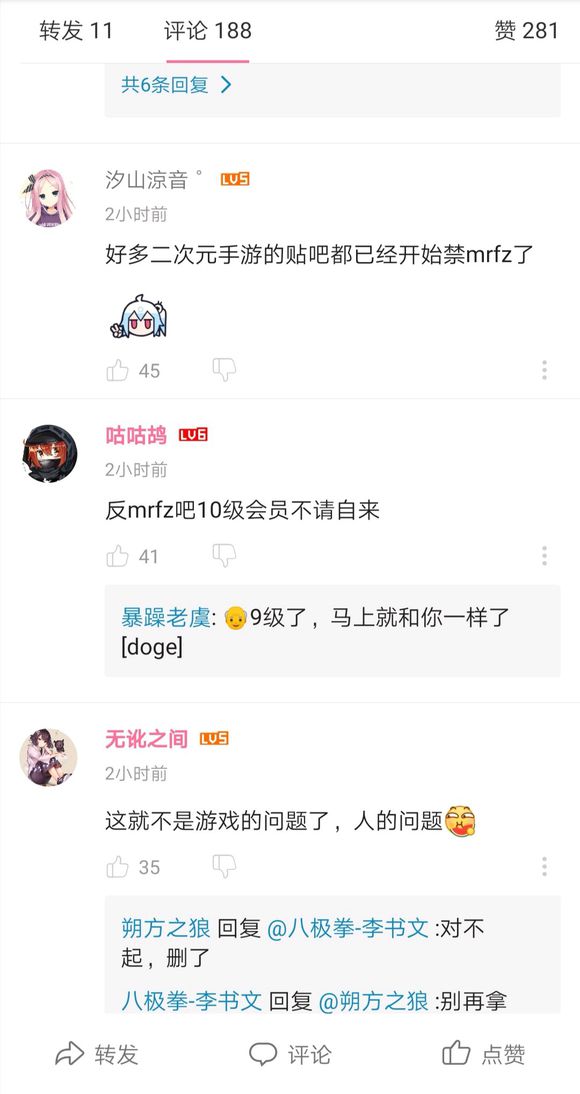 转发 11 评论 188 赞 281
共6条回复
汐山涼音 ° LV5
2小时前
好多二次元手游的贴吧都已经开始禁mrfz了
45
咕咕鸪 LV6
2小时前
反mrfz吧10级会员不请自来
41
暴躁老虞: 👴9级了，马上就和你一样了
[doge]
无讹之间 LV5
2小时前
这就不是游戏的问题了，人的问题
35
朔方之狼 回复 @八极拳-李书文 :对不
起，删了
八极拳-李书文 回复 @朔方之狼 :别再拿
转发 评论 点赞